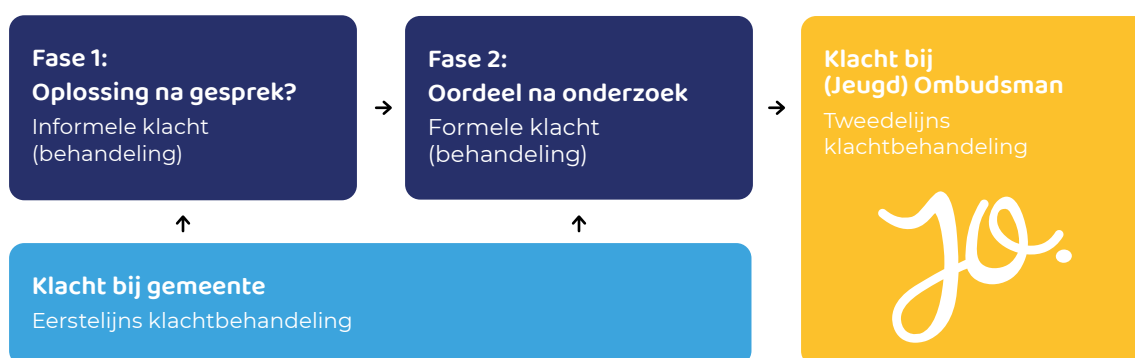 Fase 1:
Oplossing na gesprek?
Informele klacht
(behandeling)
Fase 2:
Oordeel na onderzoek
Formele klacht
(behandeling)
Klacht bij
(Jeugd) Ombudsman
Tweedelijns
klachtbehandeling
jo.
Klacht bij gemeente
Eerstelijns klachtbehandeling